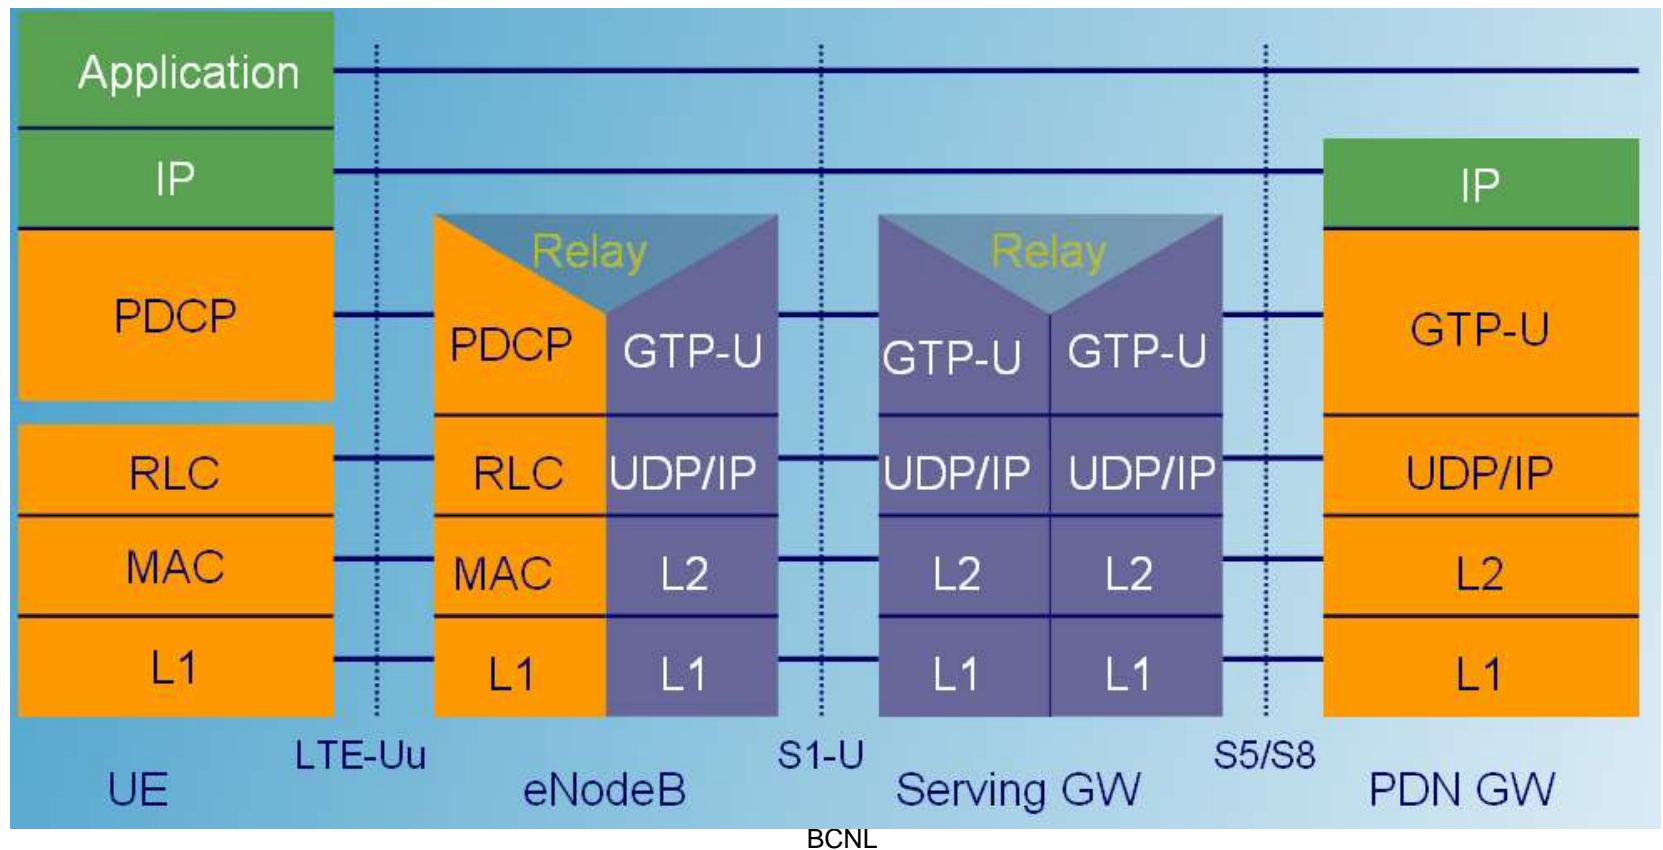 Application
IP
IP
Relay
Relay
PDCP
PDCP
GTP-U
GTP-U
GTP-U
GTP-U
RLC
RLC
UDP/IP
UDP/IP
UDP/IP
UDP/IP
MAC
MAC
L2
L2
L2
L2
L1
L1
L1
L1
L1
L1
LTE-Uu
S1-U
S5/S8
UE
eNodeB
Serving GW
PDN GW
BCNL